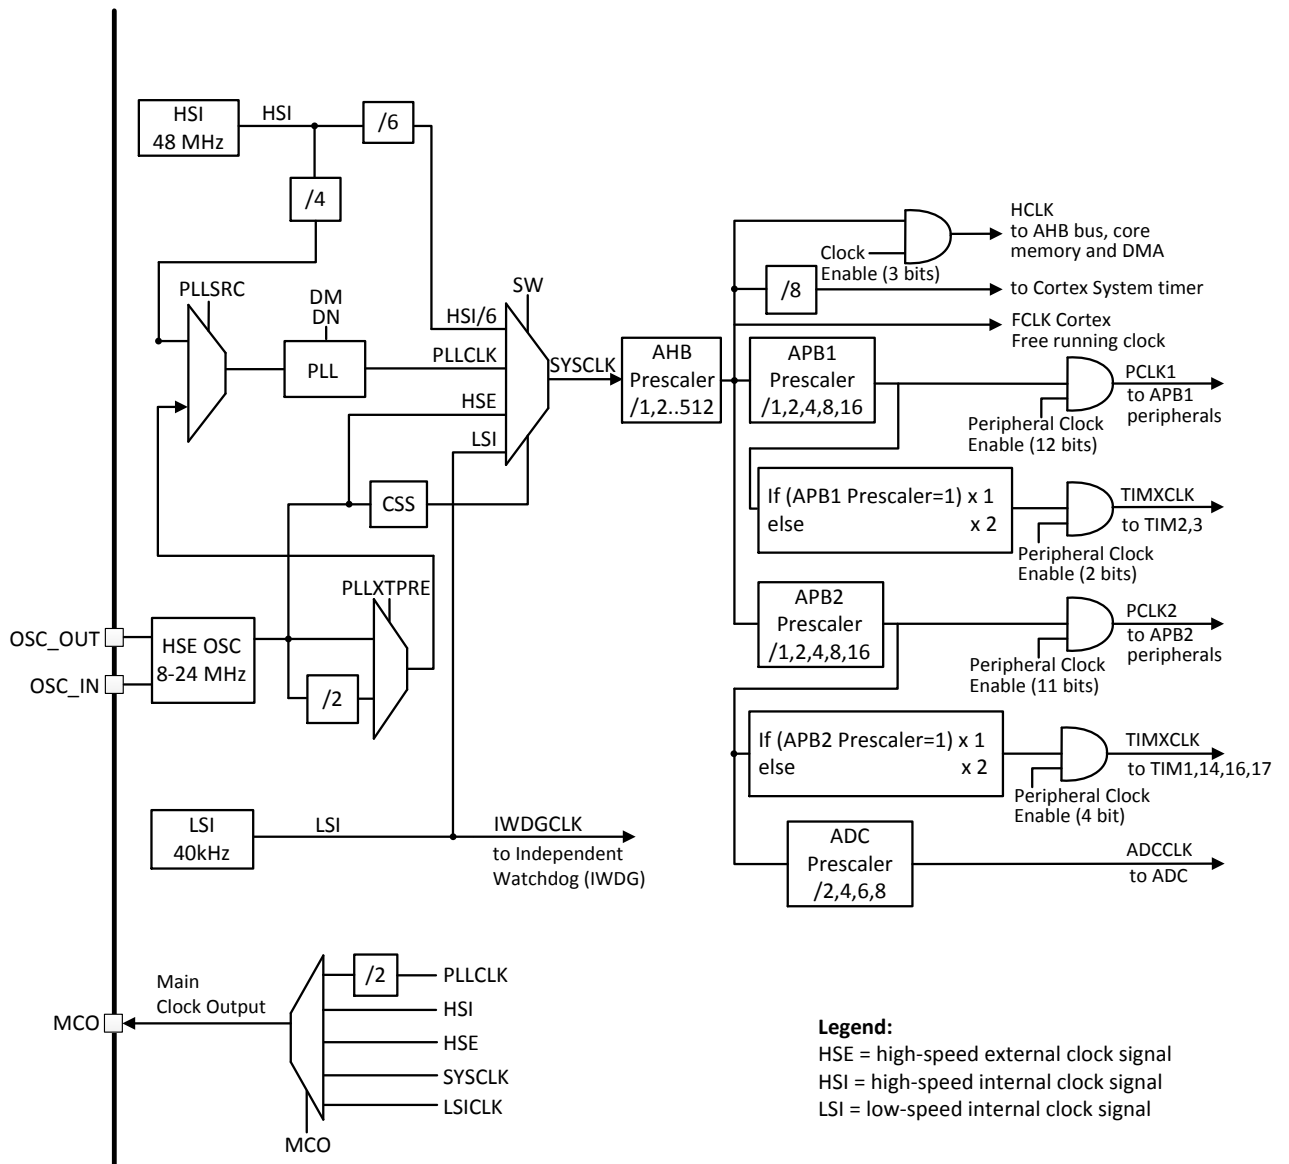 HSI
48 MHz
HSI
/6
/4
PLLSRC
DM
DN
PLL
SW
HSI/6
PLLCLK
HSE
LSI
SYSCLK
CSS
PLLXTPRE
OSC_OUT
OSC_IN
HSE OSC
8-24 MHz
/2
LSI
40kHz
LSI
IWDGCLK
to Independent
Watchdog (IWDG)
AHB
Prescaler
/1,2..512
Clock
Enable (3 bits)
HCLK
to AHB bus, core
memory and DMA
/8
to Cortex System timer
FCLK Cortex
Free running clock
APB1
Prescaler
/1,2,4,8,16
Peripheral Clock
Enable (12 bits)
PCLK1
to APB1
peripherals
If (APB1 Prescaler=1) x 1
else x 2
Peripheral Clock
Enable (2 bits)
TIMXCLK
to TIM2,3
APB2
Prescaler
/1,2,4,8,16
Peripheral Clock
Enable (11 bits)
PCLK2
to APB2
peripherals
If (APB2 Prescaler=1) x 1
else x 2
Peripheral Clock
Enable (4 bit)
TIMXCLK
to TIM1,14,16,17
ADC
Prescaler
/2,4,6,8
ADCCLK
to ADC
MCO
Main
Clock Output
/2
PLLCLK
HSI
HSE
SYSCLK
LSICLK
MCO
Legend:
HSE = high-speed external clock signal
HSI = high-speed internal clock signal
LSI = low-speed internal clock signal